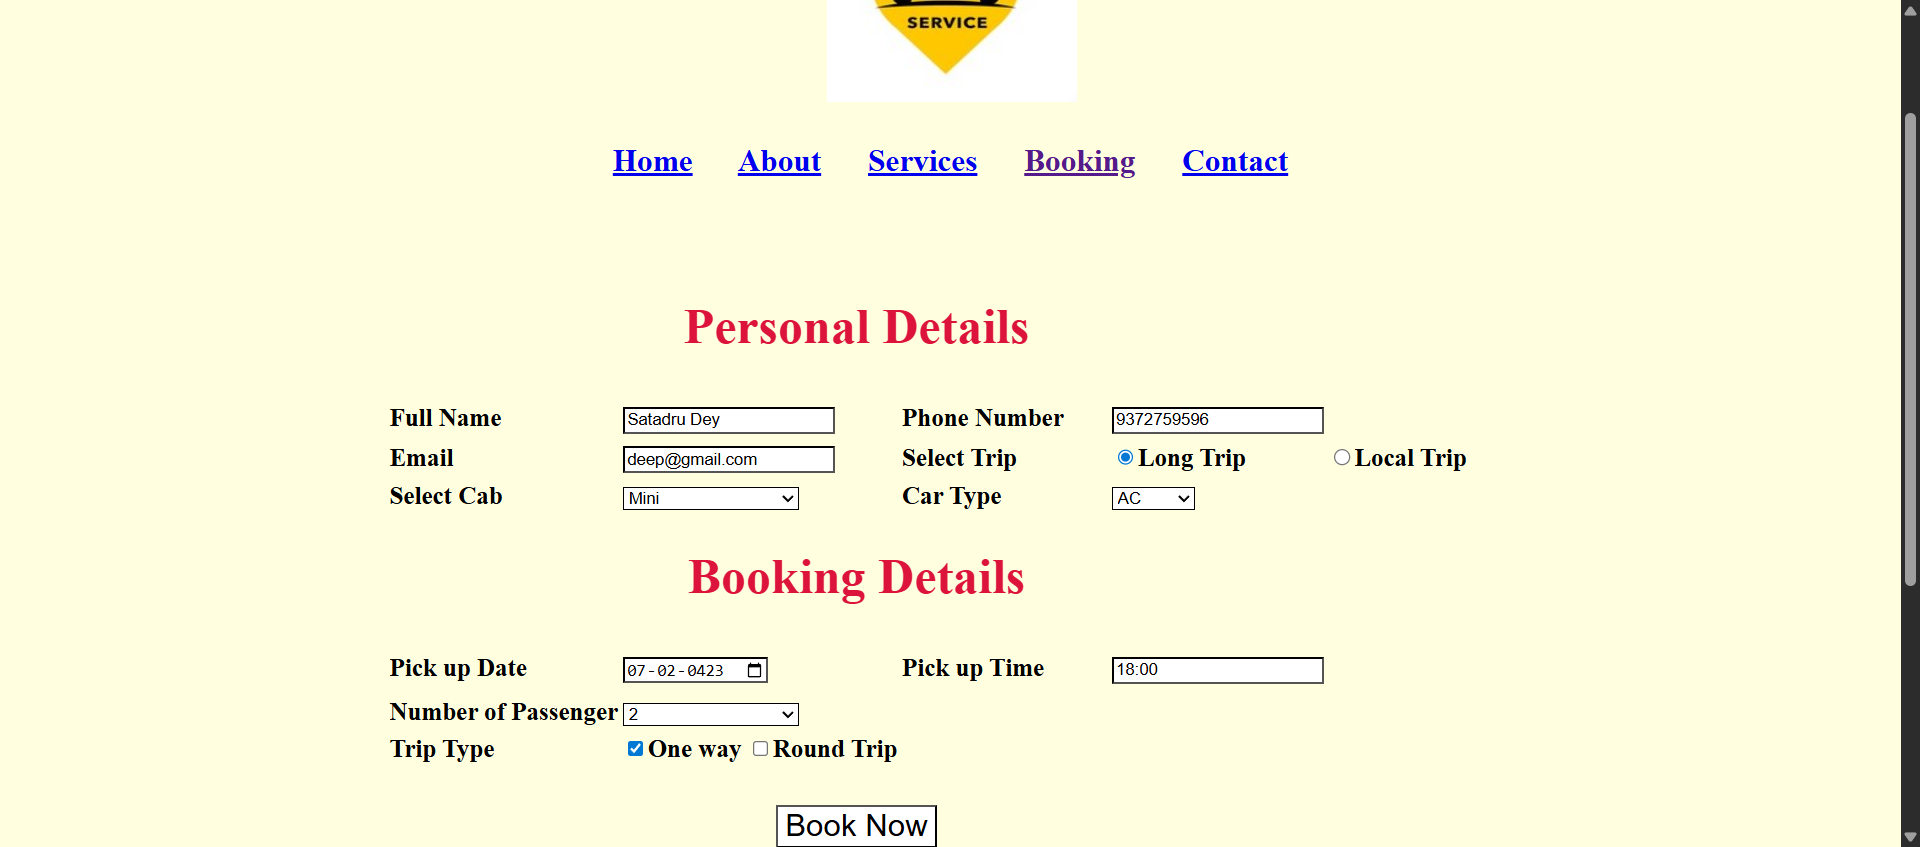 SERVICE
Home About Services Booking Contact
Personal Details
Full Name Satadru Dey Phone Number 9372759596
Email deep@gmail.com Select Trip Long Trip Local Trip
Select Cab Mini Car Type AC
Booking Details
Pick up Date 07-02-0423 Pick up Time 18:00
Number of Passenger 2
Trip Type One way Round Trip
Book Now